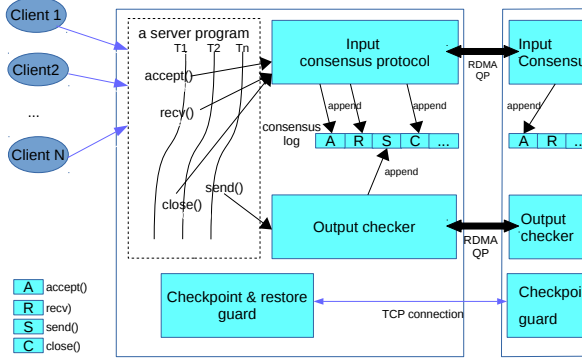 Client 1
Client2
...
Client N
a server program
T1 T2 Tn
accept()
recv()
send()
close()
Input
consensus protocol
append append append
consensus
log
A R S C ...
append
Output checker
Checkpoint & restore
guard
RDMA
QP
RDMA
QP
TCP connection
Input
Consensu
append
A R ...
Output
checker
Checkpoi
guard
A accept()
R recv)
S send()
C close()